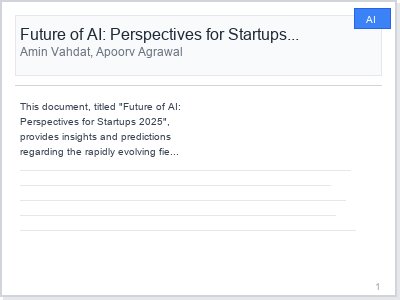 AI
Future of AI: Perspectives for Startups...
Amin Vahdat, Apoorv Agrawal
This document, titled "Future of AI:
Perspectives for Startups 2025",
provides insights and predictions
regarding the rapidly evolving fie...
1